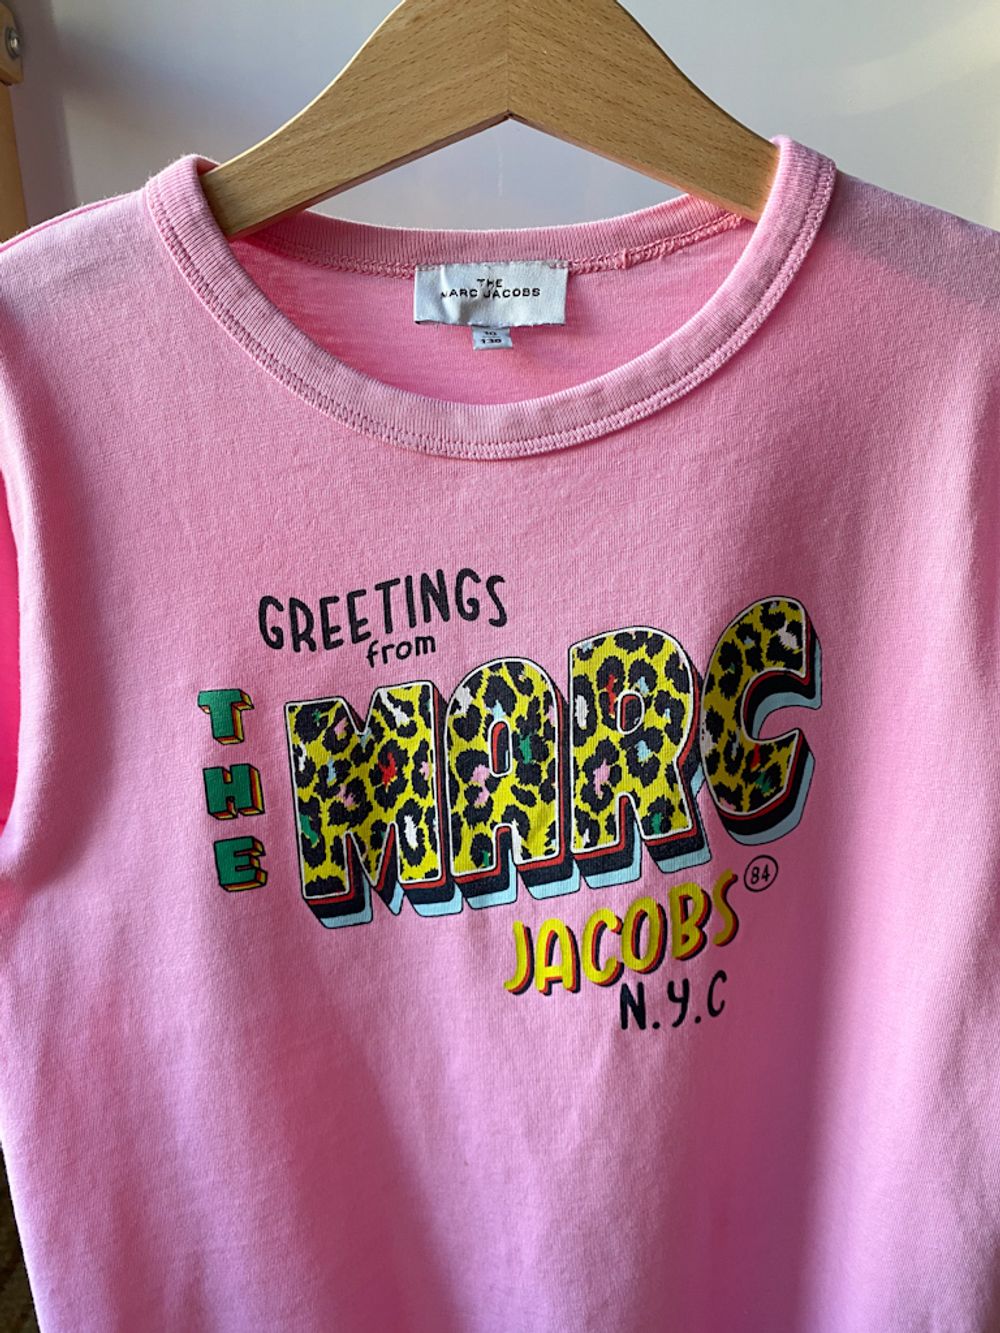 THE
MARC JACOBS
10
138
GREETINGS
from
THE
MARC
JACOBS
84
N.Y.C